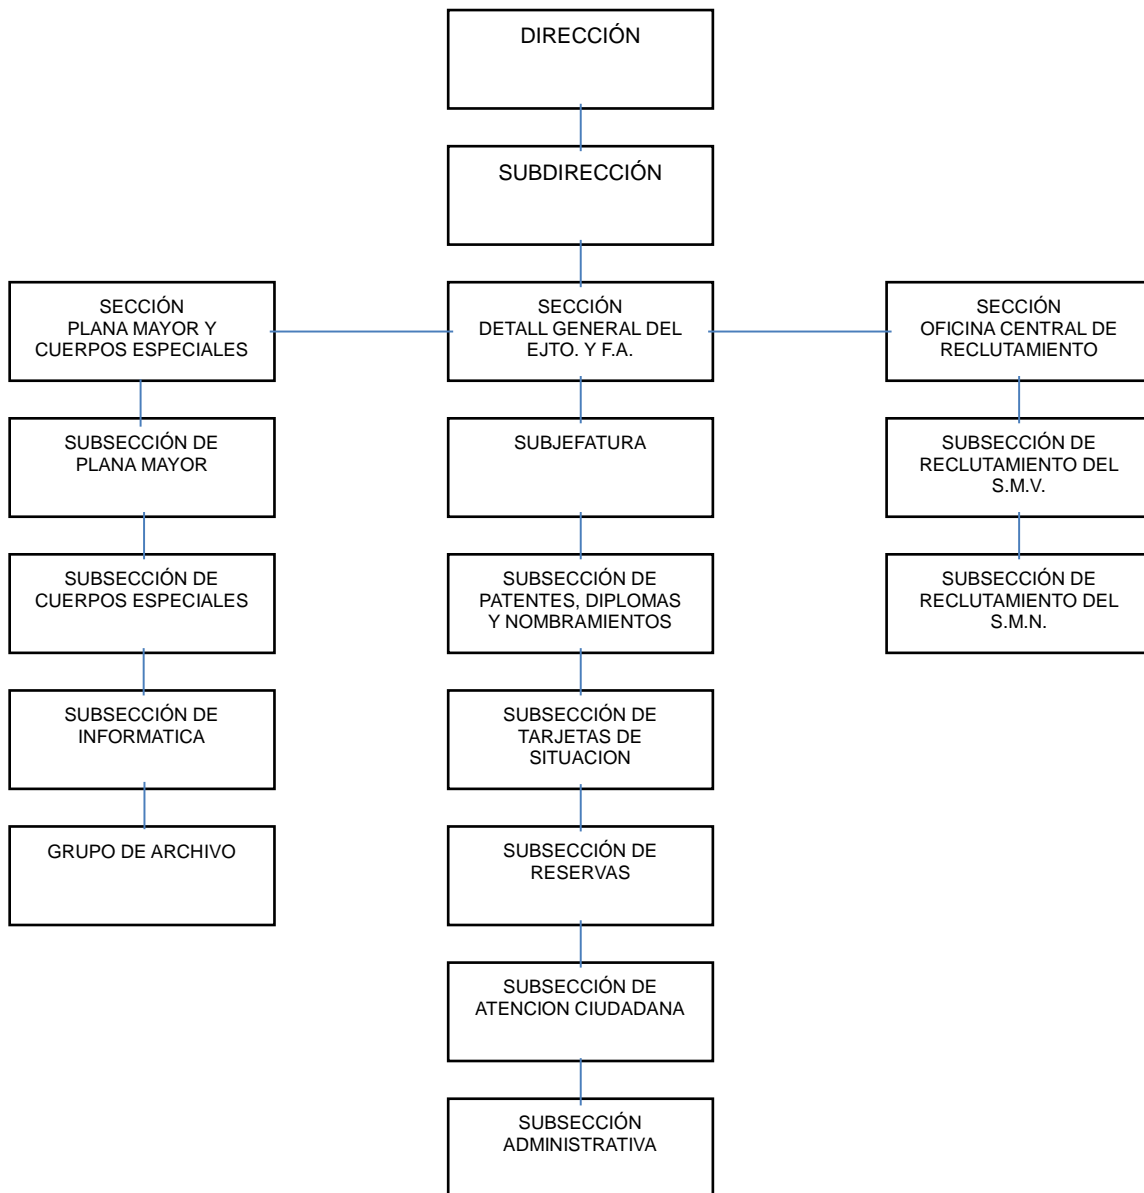 DIRECCIÓN
SUBDIRECCIÓN
SECCIÓN
PLANA MAYOR Y
CUERPOS ESPECIALES
SECCIÓN
DETALL GENERAL DEL
EJTO. Y F.A.
SECCIÓN
OFICINA CENTRAL DE
RECLUTAMIENTO
SUBSECCIÓN DE
PLANA MAYOR
SUBJEFATURA
SUBSECCIÓN DE
RECLUTAMIENTO DEL
S.M.V.
SUBSECCIÓN DE
CUERPOS ESPECIALES
SUBSECCIÓN DE
PATENTES, DIPLOMAS
Y NOMBRAMIENTOS
SUBSECCIÓN DE
RECLUTAMIENTO DEL
S.M.N.
SUBSECCIÓN DE
INFORMATICA
SUBSECCIÓN DE
TARJETAS DE
SITUACION
GRUPO DE ARCHIVO
SUBSECCIÓN DE
RESERVAS
SUBSECCIÓN DE
ATENCION CIUDADANA
SUBSECCIÓN
ADMINISTRATIVA